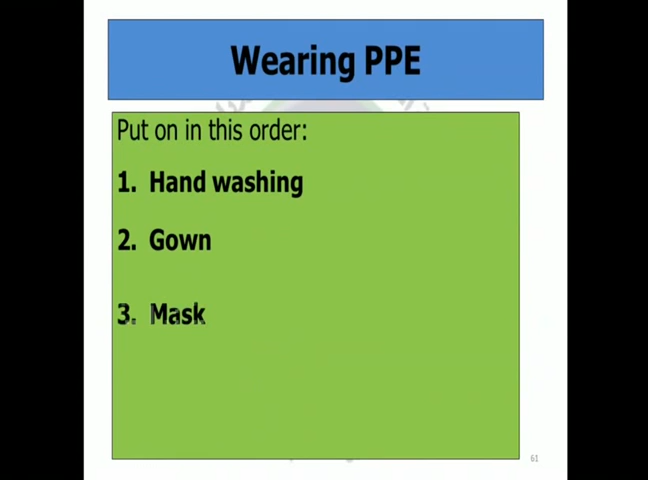 Wearing PPE
Put on in this order:
1. Hand washing
2. Gown
3. Mask
61